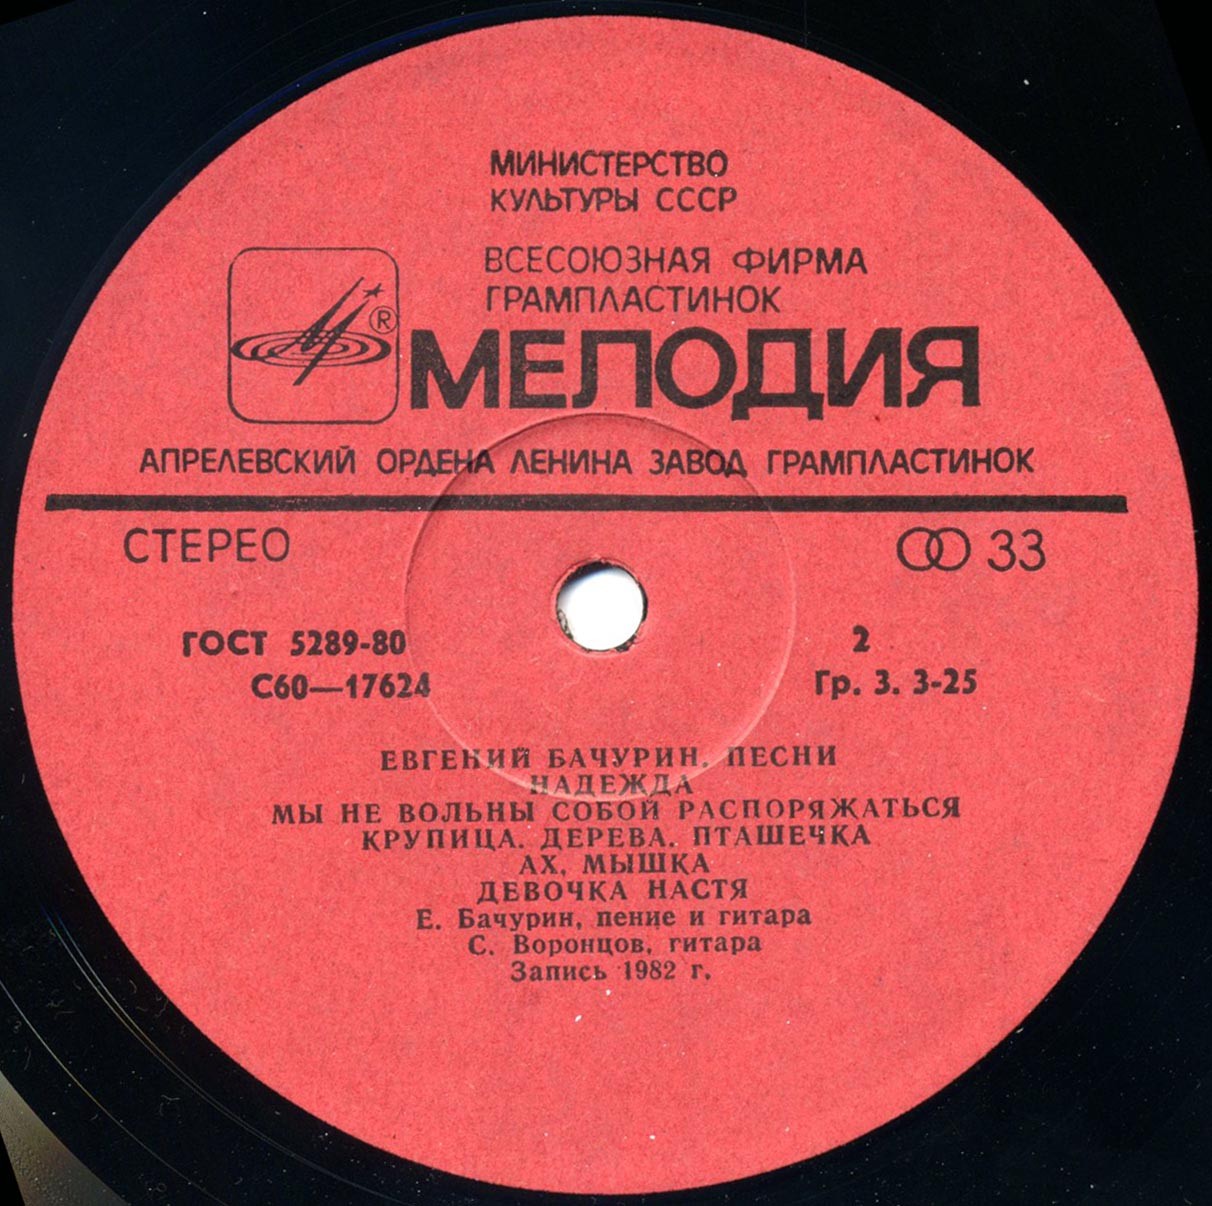 МИНИСТЕРСТВО
КУЛЬТУРЫ СССР
ВСЕСОЮЗНАЯ ФИРМА
ГРАМПЛАСТИНОК
® МЕЛОДИЯ
АПРЕЛЕВСКИЙ ОРДЕНА ЛЕНИНА ЗАВОД ГРАМПЛАСТИНОК
СТЕРЕО 33
ГОСТ 5289-80 2
С60—17624 Гр. 3. 3-25
ЕВГЕНИЙ БАЧУРИН. ПЕСНИ
НАДЕЖДА
МЫ НЕ ВОЛЬНЫ СОБОЙ РАСПОРЯЖАТЬСЯ
КРУПИЦА. ДЕРЕВА. ПТАШЕЧКА
АХ, МЫШКА
ДЕВОЧКА НАСТЯ
Е. Бачурин, пение и гитара
С. Воронцов, гитара
Запись 1982 г.